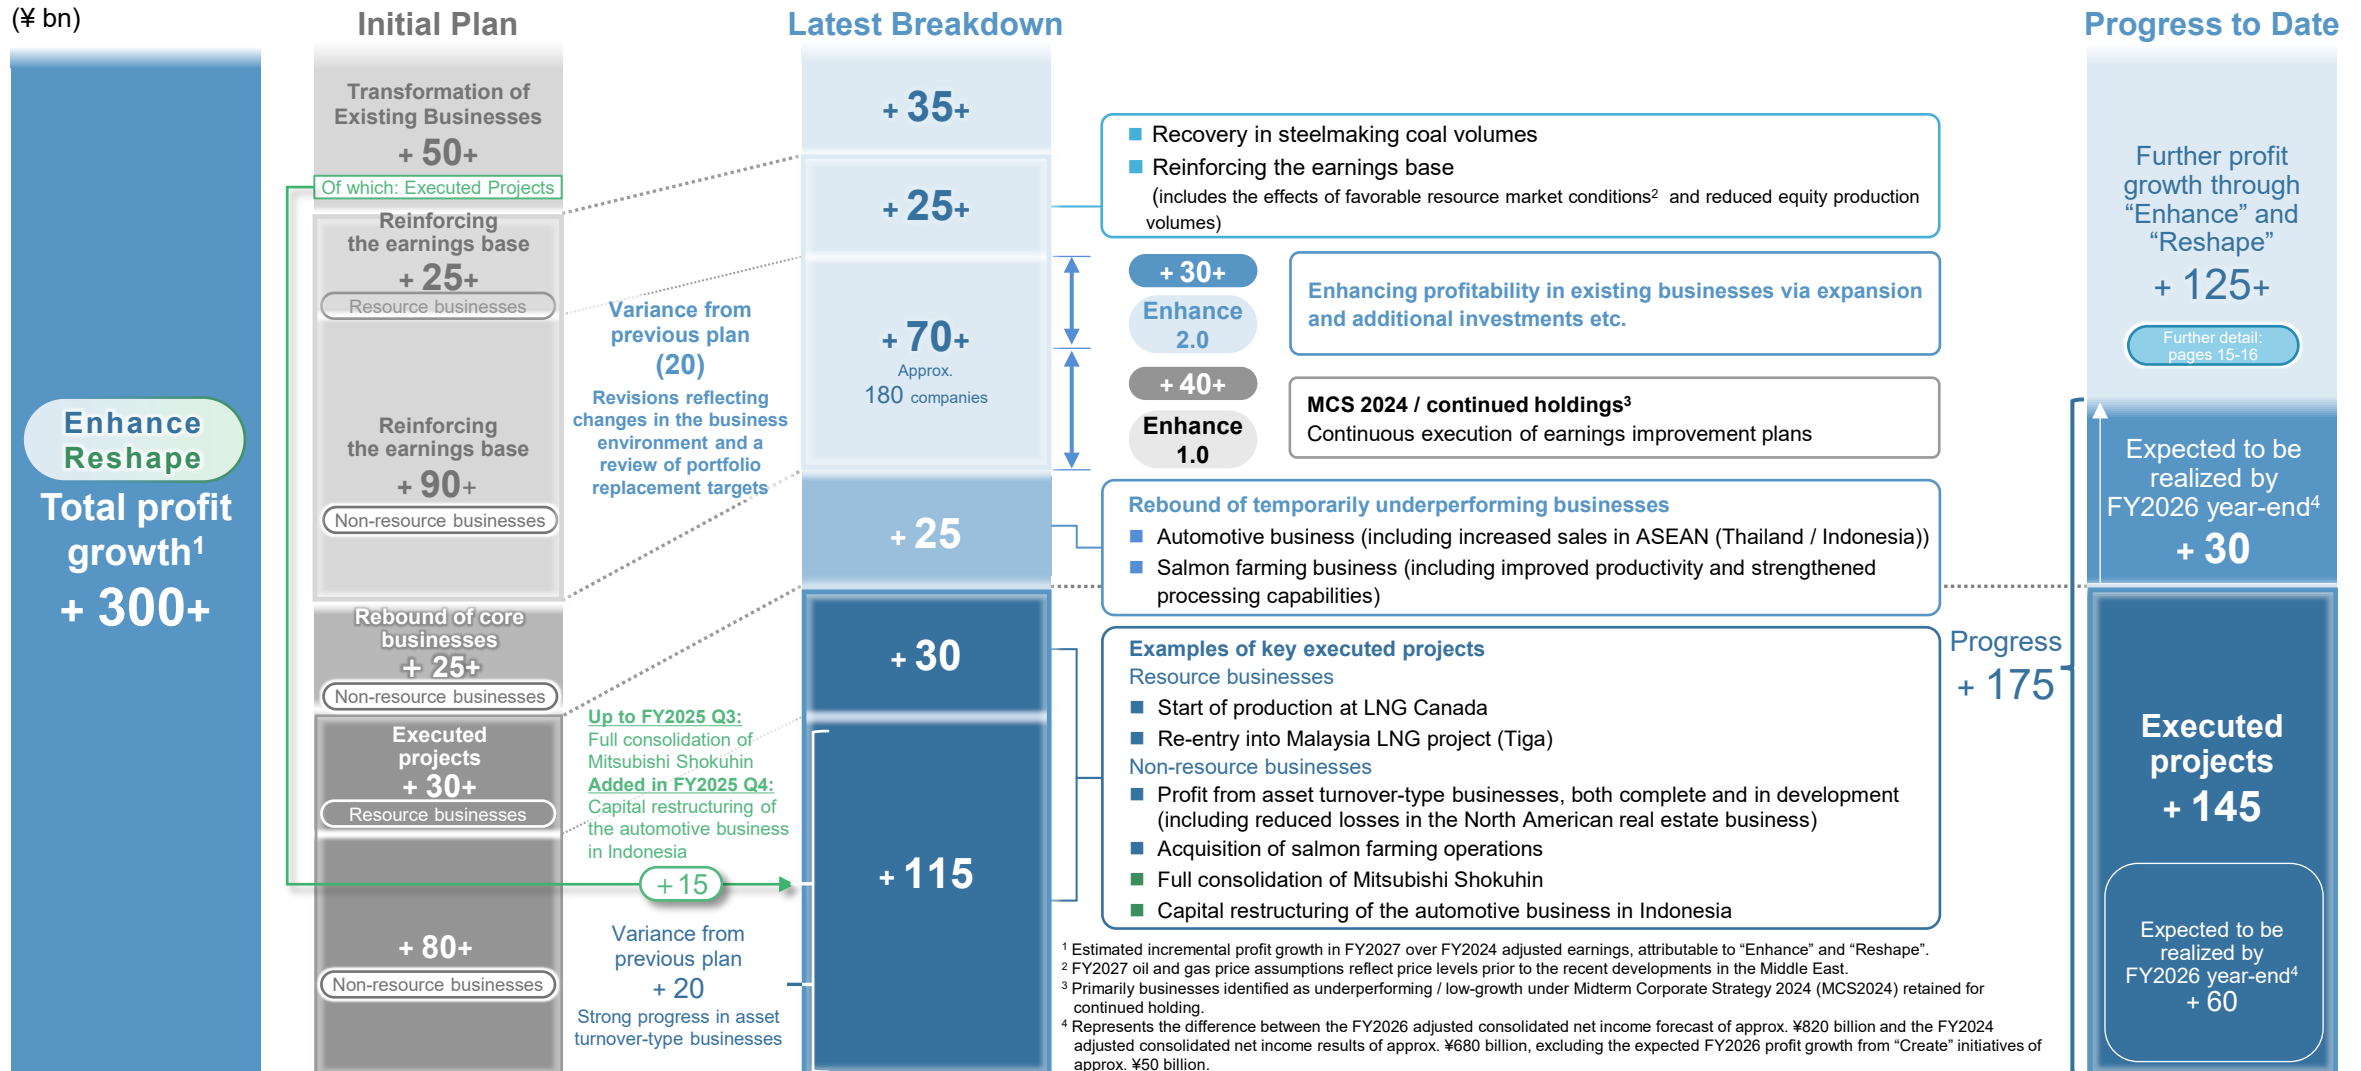 (¥ bn)
Initial Plan
Latest Breakdown
Progress to Date
Enhance
Reshape
Total profit
growth¹
+ 300+
Transformation of
Existing Businesses
+ 50+
Of which: Executed Projects
Reinforcing
the earnings base
+ 25+
Resource businesses
Reinforcing
the earnings base
+ 90+
Non-resource businesses
Rebound of core
businesses
+ 25+
Non-resource businesses
Executed
projects
+ 30+
Resource businesses
+ 80+
Non-resource businesses
Variance from
previous plan
(20)
Revisions reflecting
changes in the business
environment and a
review of portfolio
replacement targets
Up to FY2025 Q3:
Full consolidation of
Mitsubishi Shokuhin
Added in FY2025 Q4:
Capital restructuring of
the automotive business
in Indonesia
+15
Variance from
previous plan
+ 20
Strong progress in asset
turnover-type businesses
+ 35+
+ 25+
+ 70+
Approx.
180 companies
+ 25
+ 30
+ 115
■ Recovery in steelmaking coal volumes
■ Reinforcing the earnings base
(includes the effects of favorable resource market conditions² and reduced equity production
volumes)
+ 30+
Enhance
2.0
Enhancing profitability in existing businesses via expansion
and additional investments etc.
+ 40+
Enhance
1.0
MCS 2024 / continued holdings³
Continuous execution of earnings improvement plans
Rebound of temporarily underperforming businesses
■ Automotive business (including increased sales in ASEAN (Thailand / Indonesia))
■ Salmon farming business (including improved productivity and strengthened
processing capabilities)
Examples of key executed projects
Resource businesses
■ Start of production at LNG Canada
■ Re-entry into Malaysia LNG project (Tiga)
Non-resource businesses
■ Profit from asset turnover-type businesses, both complete and in development
(including reduced losses in the North American real estate business)
■ Acquisition of salmon farming operations
■ Full consolidation of Mitsubishi Shokuhin
■ Capital restructuring of the automotive business in Indonesia
¹ Estimated incremental profit growth in FY2027 over FY2024 adjusted earnings, attributable to “Enhance” and “Reshape”.
² FY2027 oil and gas price assumptions reflect price levels prior to the recent developments in the Middle East.
³ Primarily businesses identified as underperforming / low-growth under Midterm Corporate Strategy 2024 (MCS2024) retained for
continued holding.
⁴ Represents the difference between the FY2026 adjusted consolidated net income forecast of approx. ¥820 billion and the FY2024
adjusted consolidated net income results of approx. ¥680 billion, excluding the expected FY2026 profit growth from “Create” initiatives of
approx. ¥50 billion.
Progress
+ 175
Further profit
growth through
“Enhance” and
“Reshape”
+ 125+
Further detail:
pages 15-16
Expected to be
realized by
FY2026 year-end⁴
+ 30
Executed
projects
+ 145
Expected to be
realized by
FY2026 year-end⁴
+ 60